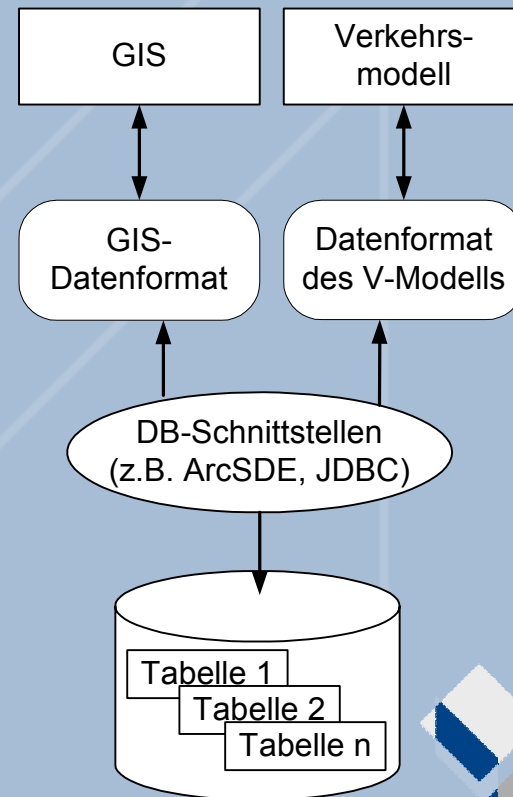 GIS
Verkehrs-
modell
GIS-
Datenformat
Datenformat
des V-Modells
DB-Schnittstellen
(z.B. ArcSDE, JDBC)
Tabelle 1
Tabelle 2
Tabelle n